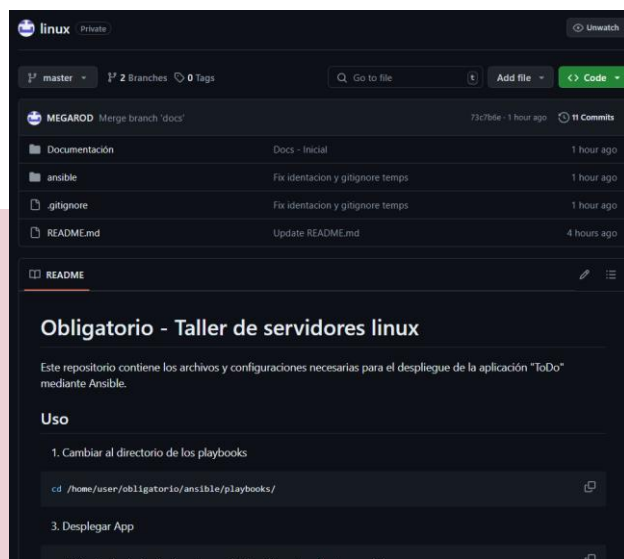 linux Private
Unwatch
master 2 Branches 0 Tags Go to file t Add file Code
MEGAROD Merge branch 'docs' 73c7b6e · 1 hour ago 11 Commits
Documentación Docs - Inicial 1 hour ago
ansible Fix identacion y gitignore temps 1 hour ago
.gitignore Fix identacion y gitignore temps 1 hour ago
README.md Update README.md 4 hours ago
README
Obligatorio - Taller de servidores linux
Este repositorio contiene los archivos y configuraciones necesarias para el despliegue de la aplicación "ToDo"
mediante Ansible.
Uso
1. Cambiar al directorio de los playbooks
cd /home/user/obligatorio/ansible/playbooks/
3. Desplegar App